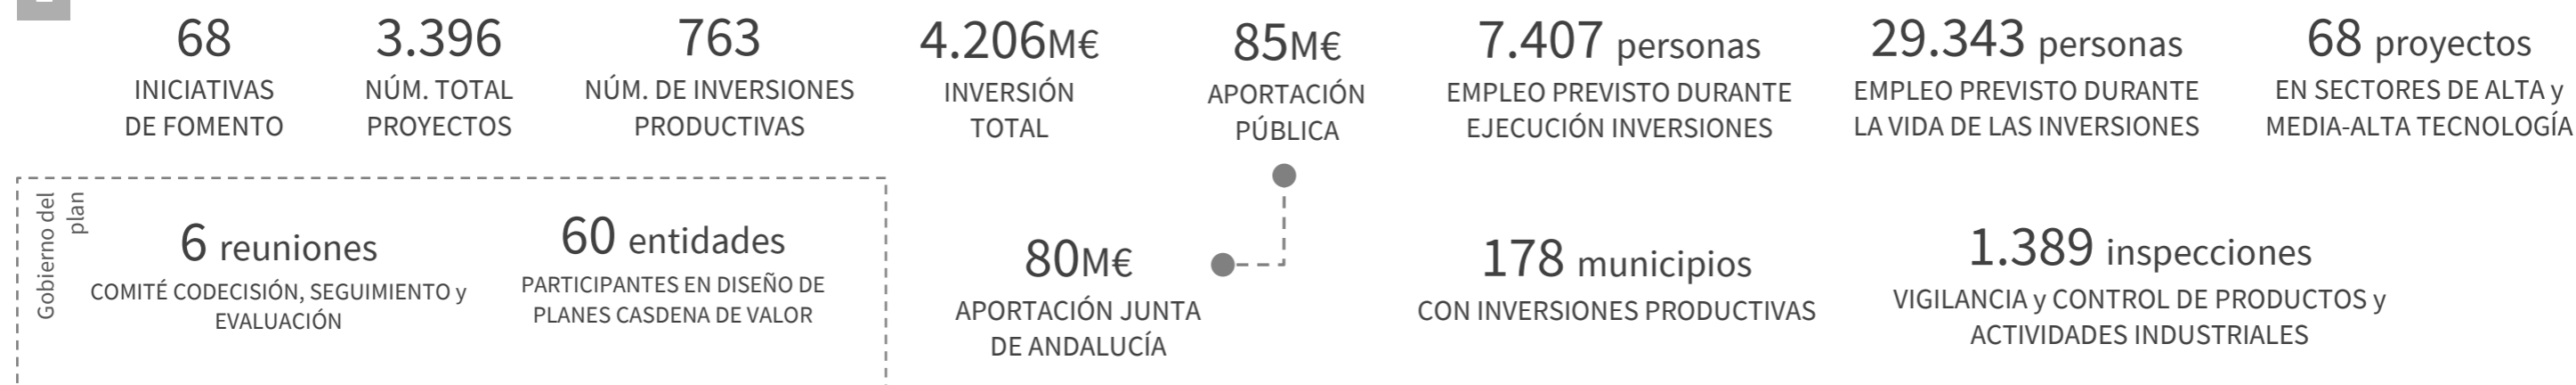 68
INICIATIVAS
DE FOMENTO
3.396
NÚM. TOTAL
PROYECTOS
763
NÚM. DE INVERSIONES
PRODUCTIVAS
4.206M€
INVERSIÓN
TOTAL
85M€
APORTACIÓN
PÚBLICA
7.407 personas
EMPLEO PREVISTO DURANTE
EJECUCIÓN INVERSIONES
29.343 personas
EMPLEO PREVISTO DURANTE
LA VIDA DE LAS INVERSIONES
68 proyectos
EN SECTORES DE ALTA y
MEDIA-ALTA TECNOLOGÍA
Gobierno del
plan
6 reuniones
COMITÉ CODECISIÓN, SEGUIMIENTO y
EVALUACIÓN
60 entidades
PARTICIPANTES EN DISEÑO DE
PLANES CASDENA DE VALOR
80M€
APORTACIÓN JUNTA
DE ANDALUCÍA
178 municipios
CON INVERSIONES PRODUCTIVAS
1.389 inspecciones
VIGILANCIA y CONTROL DE PRODUCTOS y
ACTIVIDADES INDUSTRIALES